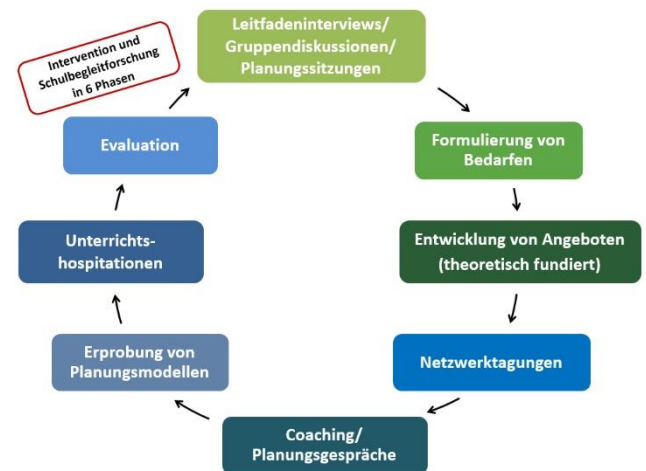 Intervention und
Schulbegleitforschung
in 6 Phasen
Leitfadeninterviews/
Gruppendiskussionen/
Planungssitzungen
Formulierung von
Bedarfen
Entwicklung von Angeboten
(theoretisch fundiert)
Netzwerktagungen
Coaching/
Planungsgespräche
Erprobung von
Planungsmodellen
Unterrichts-
hospitationen
Evaluation